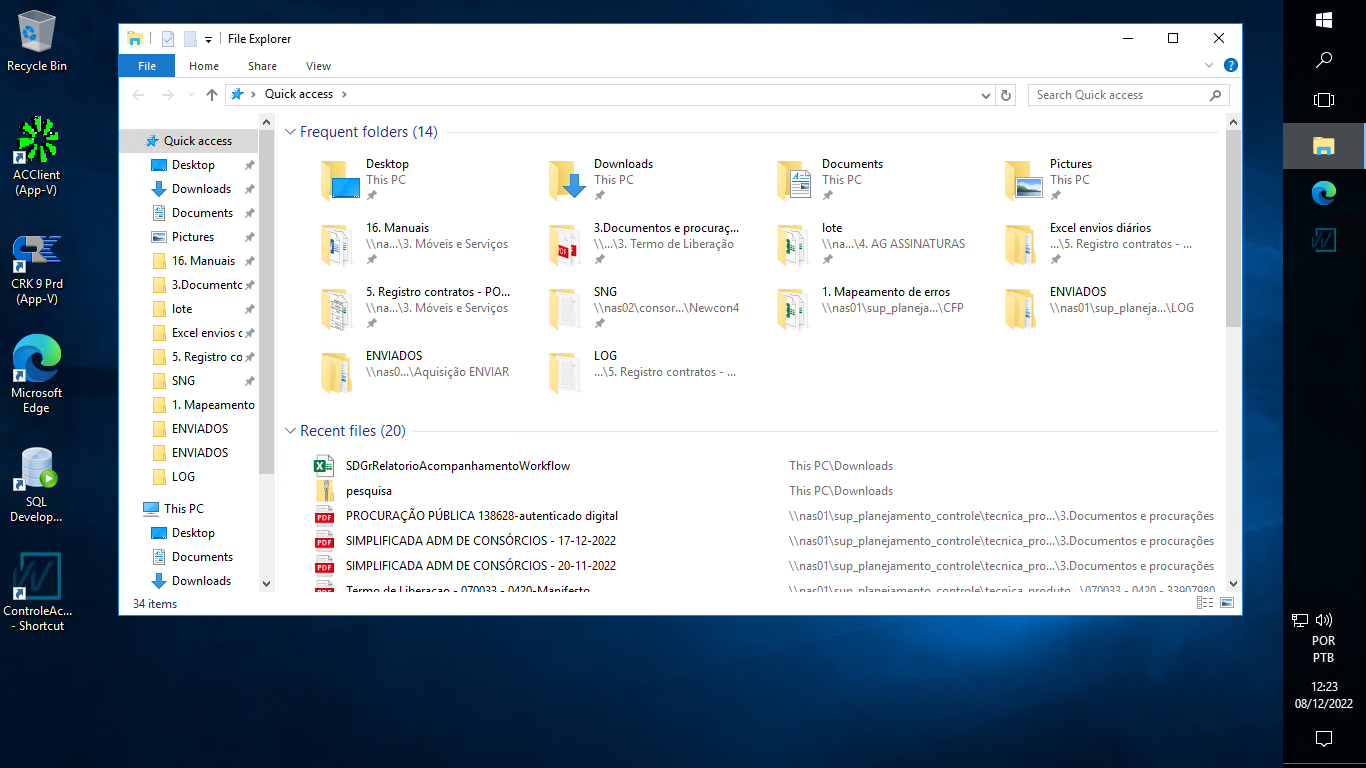 Recycle Bin
ACClient
(App-V)
CRK 9 Prd
(App-V)
Microsoft
Edge
SQL
Develop...
ControleAc...
- Shortcut
File Explorer
File
Home
Share
View
Quick access
Search Quick access
Quick access
Desktop
Downloads
Documents
Pictures
16. Manuais
3.Documentc
lote
Excel envios d
5. Registro co
SNG
1. Mapeamento
ENVIADOS
ENVIADOS
LOG
This PC
Desktop
Documents
Downloads
Frequent folders (14)
Desktop
This PC
Downloads
This PC
Documents
This PC
Pictures
This PC
16. Manuais
\\na...\3. Móveis e Serviços
3.Documentos e procuraç...
\\...\3. Termo de Liberação
lote
\\na...\4. AG ASSINATURAS
Excel envios diários
...\5. Registro contratos - ...
5. Registro contratos - PO...
\\na...\3. Móveis e Serviços
SNG
\\nas02\consor...\Newcon4
1. Mapeamento de erros
\\nas01\sup_planeja...\CFP
ENVIADOS
\\nas01\sup_planeja...\LOG
ENVIADOS
\\nas0...\Aquisição ENVIAR
LOG
...\5. Registro contratos - ...
Recent files (20)
SDGrRelatorioAcompanhamentoWorkflow This PC\Downloads
pesquisa This PC\Downloads
PROCURAÇÃO PÚBLICA 138628-autenticado digital \\nas01\sup_planejamento_controle\tecnica_pro...\3.Documentos e procurações
SIMPLIFICADA ADM DE CONSÓRCIOS - 17-12-2022 \\nas01\sup_planejamento_controle\tecnica_pro...\3.Documentos e procurações
SIMPLIFICADA ADM DE CONSÓRCIOS - 20-11-2022 \\nas01\sup_planejamento_controle\tecnica_pro...\3.Documentos e procurações
Termo de Liberacao - 070033 - 0420-Manifesto \\nas01\sup_planejamento_controle\tecnica_produto...\070033 - 0420 - 33907980
34 items
POR
PTB
12:23
08/12/2022